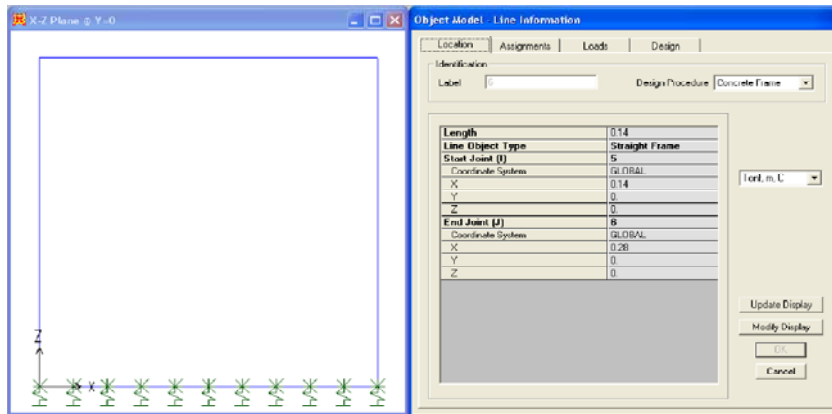 X-Z Plane @ Y=0
Z
X
Object Model - Line Information
Location
Assignments
Loads
Design
Identification
Label
6
Design Procedure
Concrete Frame
Length 0.14
Line Object Type Straight Frame
Start Joint (I) 5
Coordinate System GLOBAL
X 0.14
Y 0.
Z 0.
End Joint (J) 6
Coordinate System GLOBAL
X 0.28
Y 0.
Z 0.
Tonf, m, C
Update Display
Modify Display
OK
Cancel